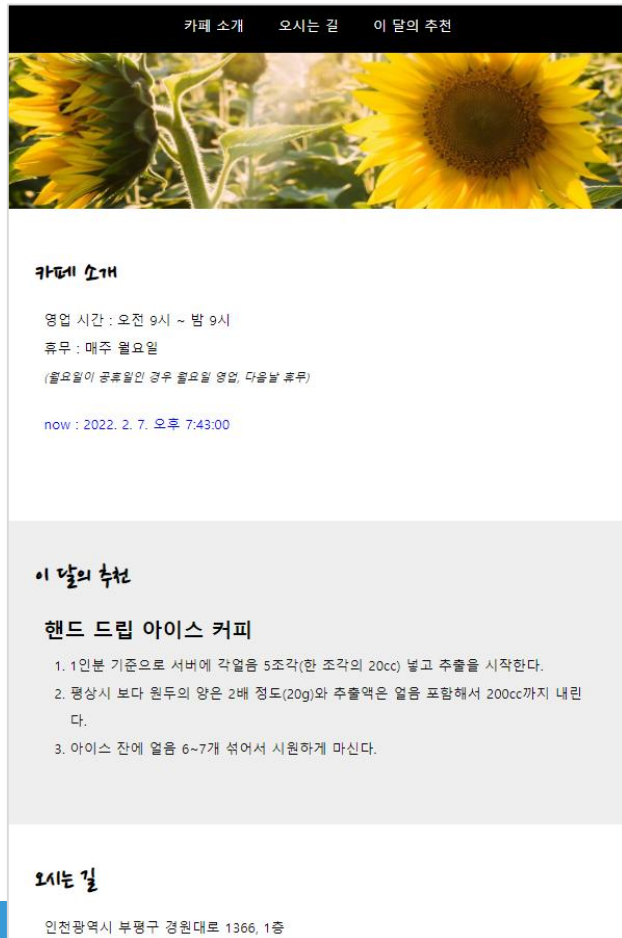 카페 소개 오시는 길 이 달의 추천
카페 소개
영업 시간 : 오전 9시 ~ 밤 9시
휴무 : 매주 월요일
(월요일이 공휴일인 경우 월요일 영업, 다음날 휴무)
now : 2022. 2. 7. 오후 7:43:00
이 달의 추천
핸드 드립 아이스 커피
1. 1인분 기준으로 서버에 각얼음 5조각(한 조각의 20cc) 넣고 추출을 시작한다.
2. 평상시 보다 원두의 양은 2배 정도(20g)와 추출액은 얼음 포함해서 200cc까지 내린
다.
3. 아이스 잔에 얼음 6~7개 섞어서 시원하게 마신다.
오시는 길
인천광역시 부평구 경원대로 1366, 1층